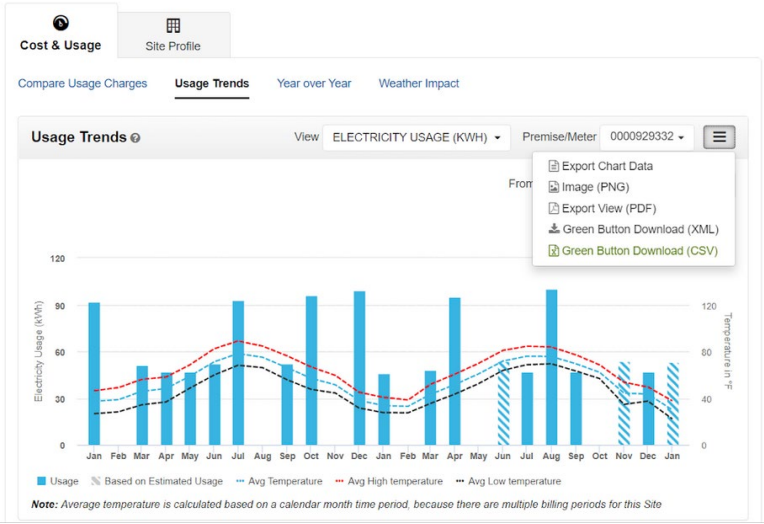 Cost & Usage
Site Profile
Compare Usage Charges Usage Trends Year over Year Weather Impact
Usage Trends
View ELECTRICITY USAGE (KWH) Premise/Meter 0000929332
From
Export Chart Data
Image (PNG)
Export View (PDF)
Green Button Download (XML)
Green Button Download (CSV)
Electricity Usage (kWh)
120
90
60
30
0
120
80
40
0
Temperature in °F
Jan Feb Mar Apr May Jun Jul Aug Sep Oct Nov Dec Jan Feb Mar Apr May Jun Jul Aug Sep Oct Nov Dec Jan
Usage Based on Estimated Usage Avg Temperature Avg High temperature Avg Low temperature
Note: Average temperature is calculated based on a calendar month time period, because there are multiple billing periods for this Site